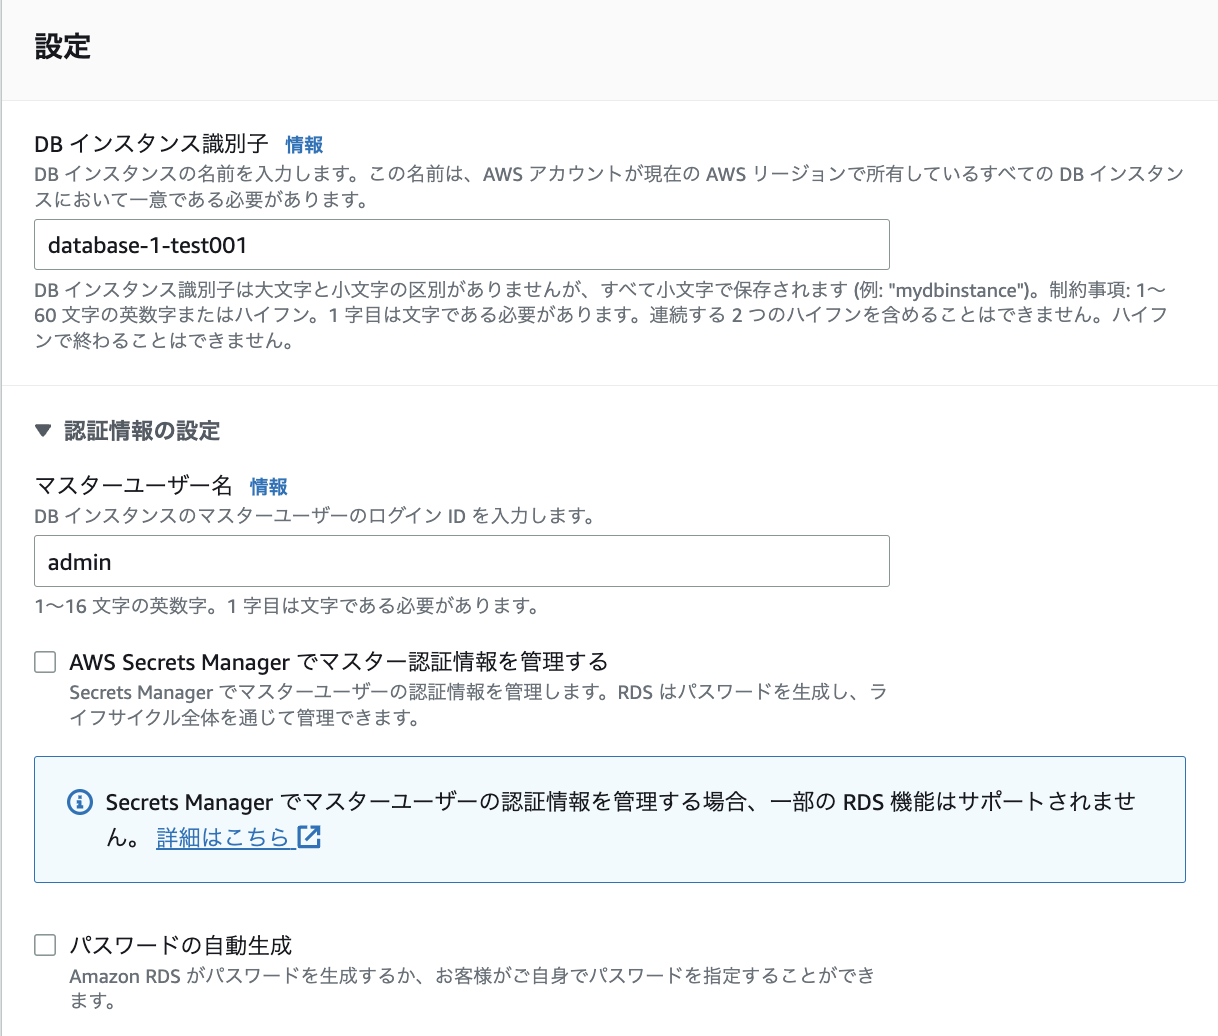 設定
DB インスタンス識別子 情報
DB インスタンスの名前を入力します。この名前は、AWS アカウントが現在の AWS リージョンで所有しているすべての DB インスタン
スにおいて一意である必要があります。
database-1-test001
DB インスタンス識別子は大文字と小文字の区別がありませんが、すべて小文字で保存されます (例: "mydbinstance")。制約事項: 1〜
60 文字の英数字またはハイフン。1 字目は文字である必要があります。連続する 2 つのハイフンを含めることはできません。ハイフ
ンで終わることはできません。
▼ 認証情報の設定
マスターユーザー名 情報
DB インスタンスのマスターユーザーのログイン ID を入力します。
admin
1〜16 文字の英数字。1 字目は文字である必要があります。
AWS Secrets Manager でマスター認証情報を管理する
Secrets Manager でマスターユーザーの認証情報を管理します。RDS はパスワードを生成し、ラ
イフサイクル全体を通じて管理できます。
Secrets Manager でマスターユーザーの認証情報を管理する場合、一部の RDS 機能はサポートされませ
ん。 詳細はこちら
パスワードの自動生成
Amazon RDS がパスワードを生成するか、お客様がご自身でパスワードを指定することができ
ます。